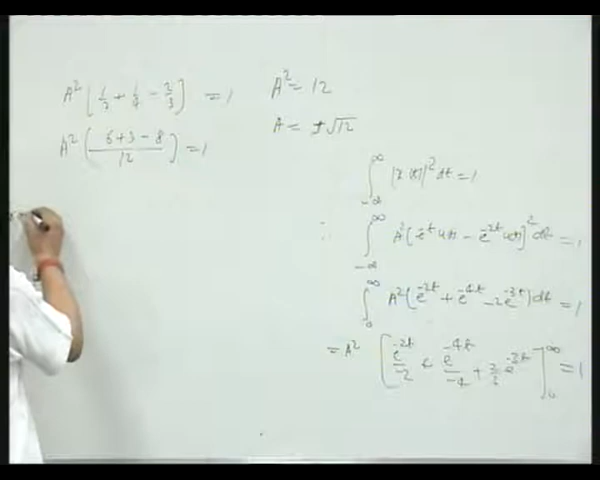 A² [1/2 + 1/4 − 2/3] = 1
A² (6+3−8 / 12) = 1
A² = 12
A = ±√12
∫_{-∞}^{∞} |x(t)|² dt = 1
∴ ∫_{-∞}^{∞} A² [e^{-t} u(t) − e^{-2t} u(t)]² dt = 1
∫_{0}^{∞} A² (e^{-2t} + e^{-4t} − 2e^{-3t}) dt = 1
= A² [e^{-2t}/-2 + e^{-4t}/-4 + 2/3 e^{-3t}]_{0}^{∞} = 1